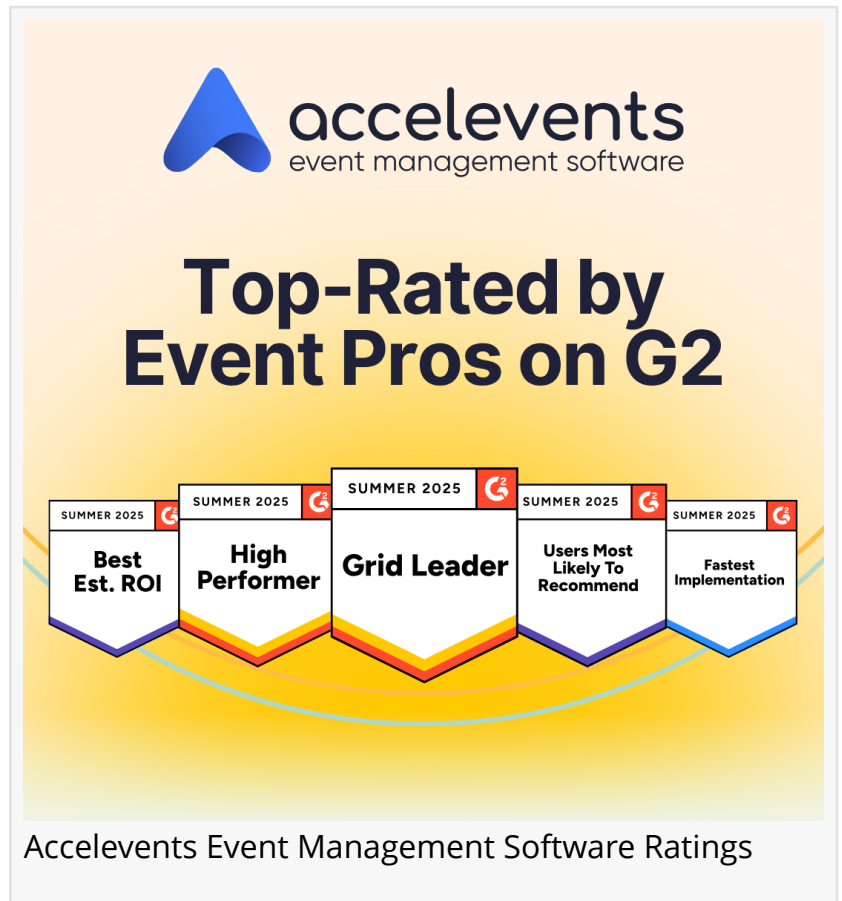 accelevents
event management software
Top-Rated by
Event Pros on G2
SUMMER 2025
Best
Est. ROI
SUMMER 2025
High
Performer
SUMMER 2025
Grid Leader
SUMMER 2025
Users Most
Likely To
Recommend
SUMMER 2025
Fastest
Implementation
Accelevents Event Management Software Ratings